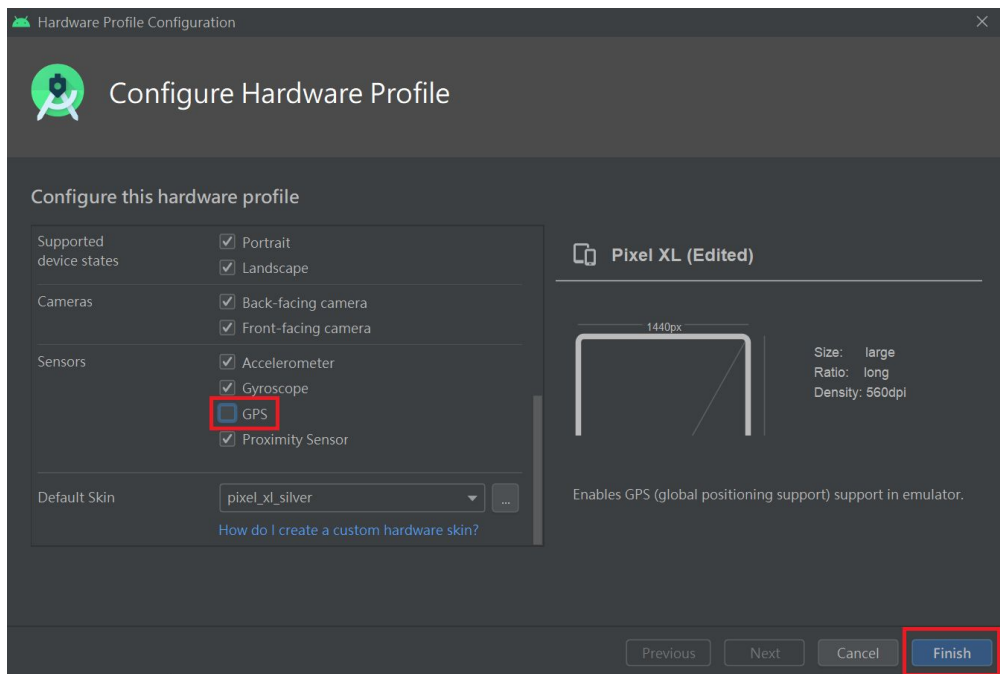 Hardware Profile Configuration
Configure Hardware Profile
Configure this hardware profile
Supported
device states
Portrait
Landscape
Cameras
Back-facing camera
Front-facing camera
Sensors
Accelerometer
Gyroscope
GPS
Proximity Sensor
Default Skin
pixel_xl_silver
...
How do I create a custom hardware skin?
Pixel XL (Edited)
1440px
Size: large
Ratio: long
Density: 560dpi
Enables GPS (global positioning support) support in emulator.
Previous
Next
Cancel
Finish